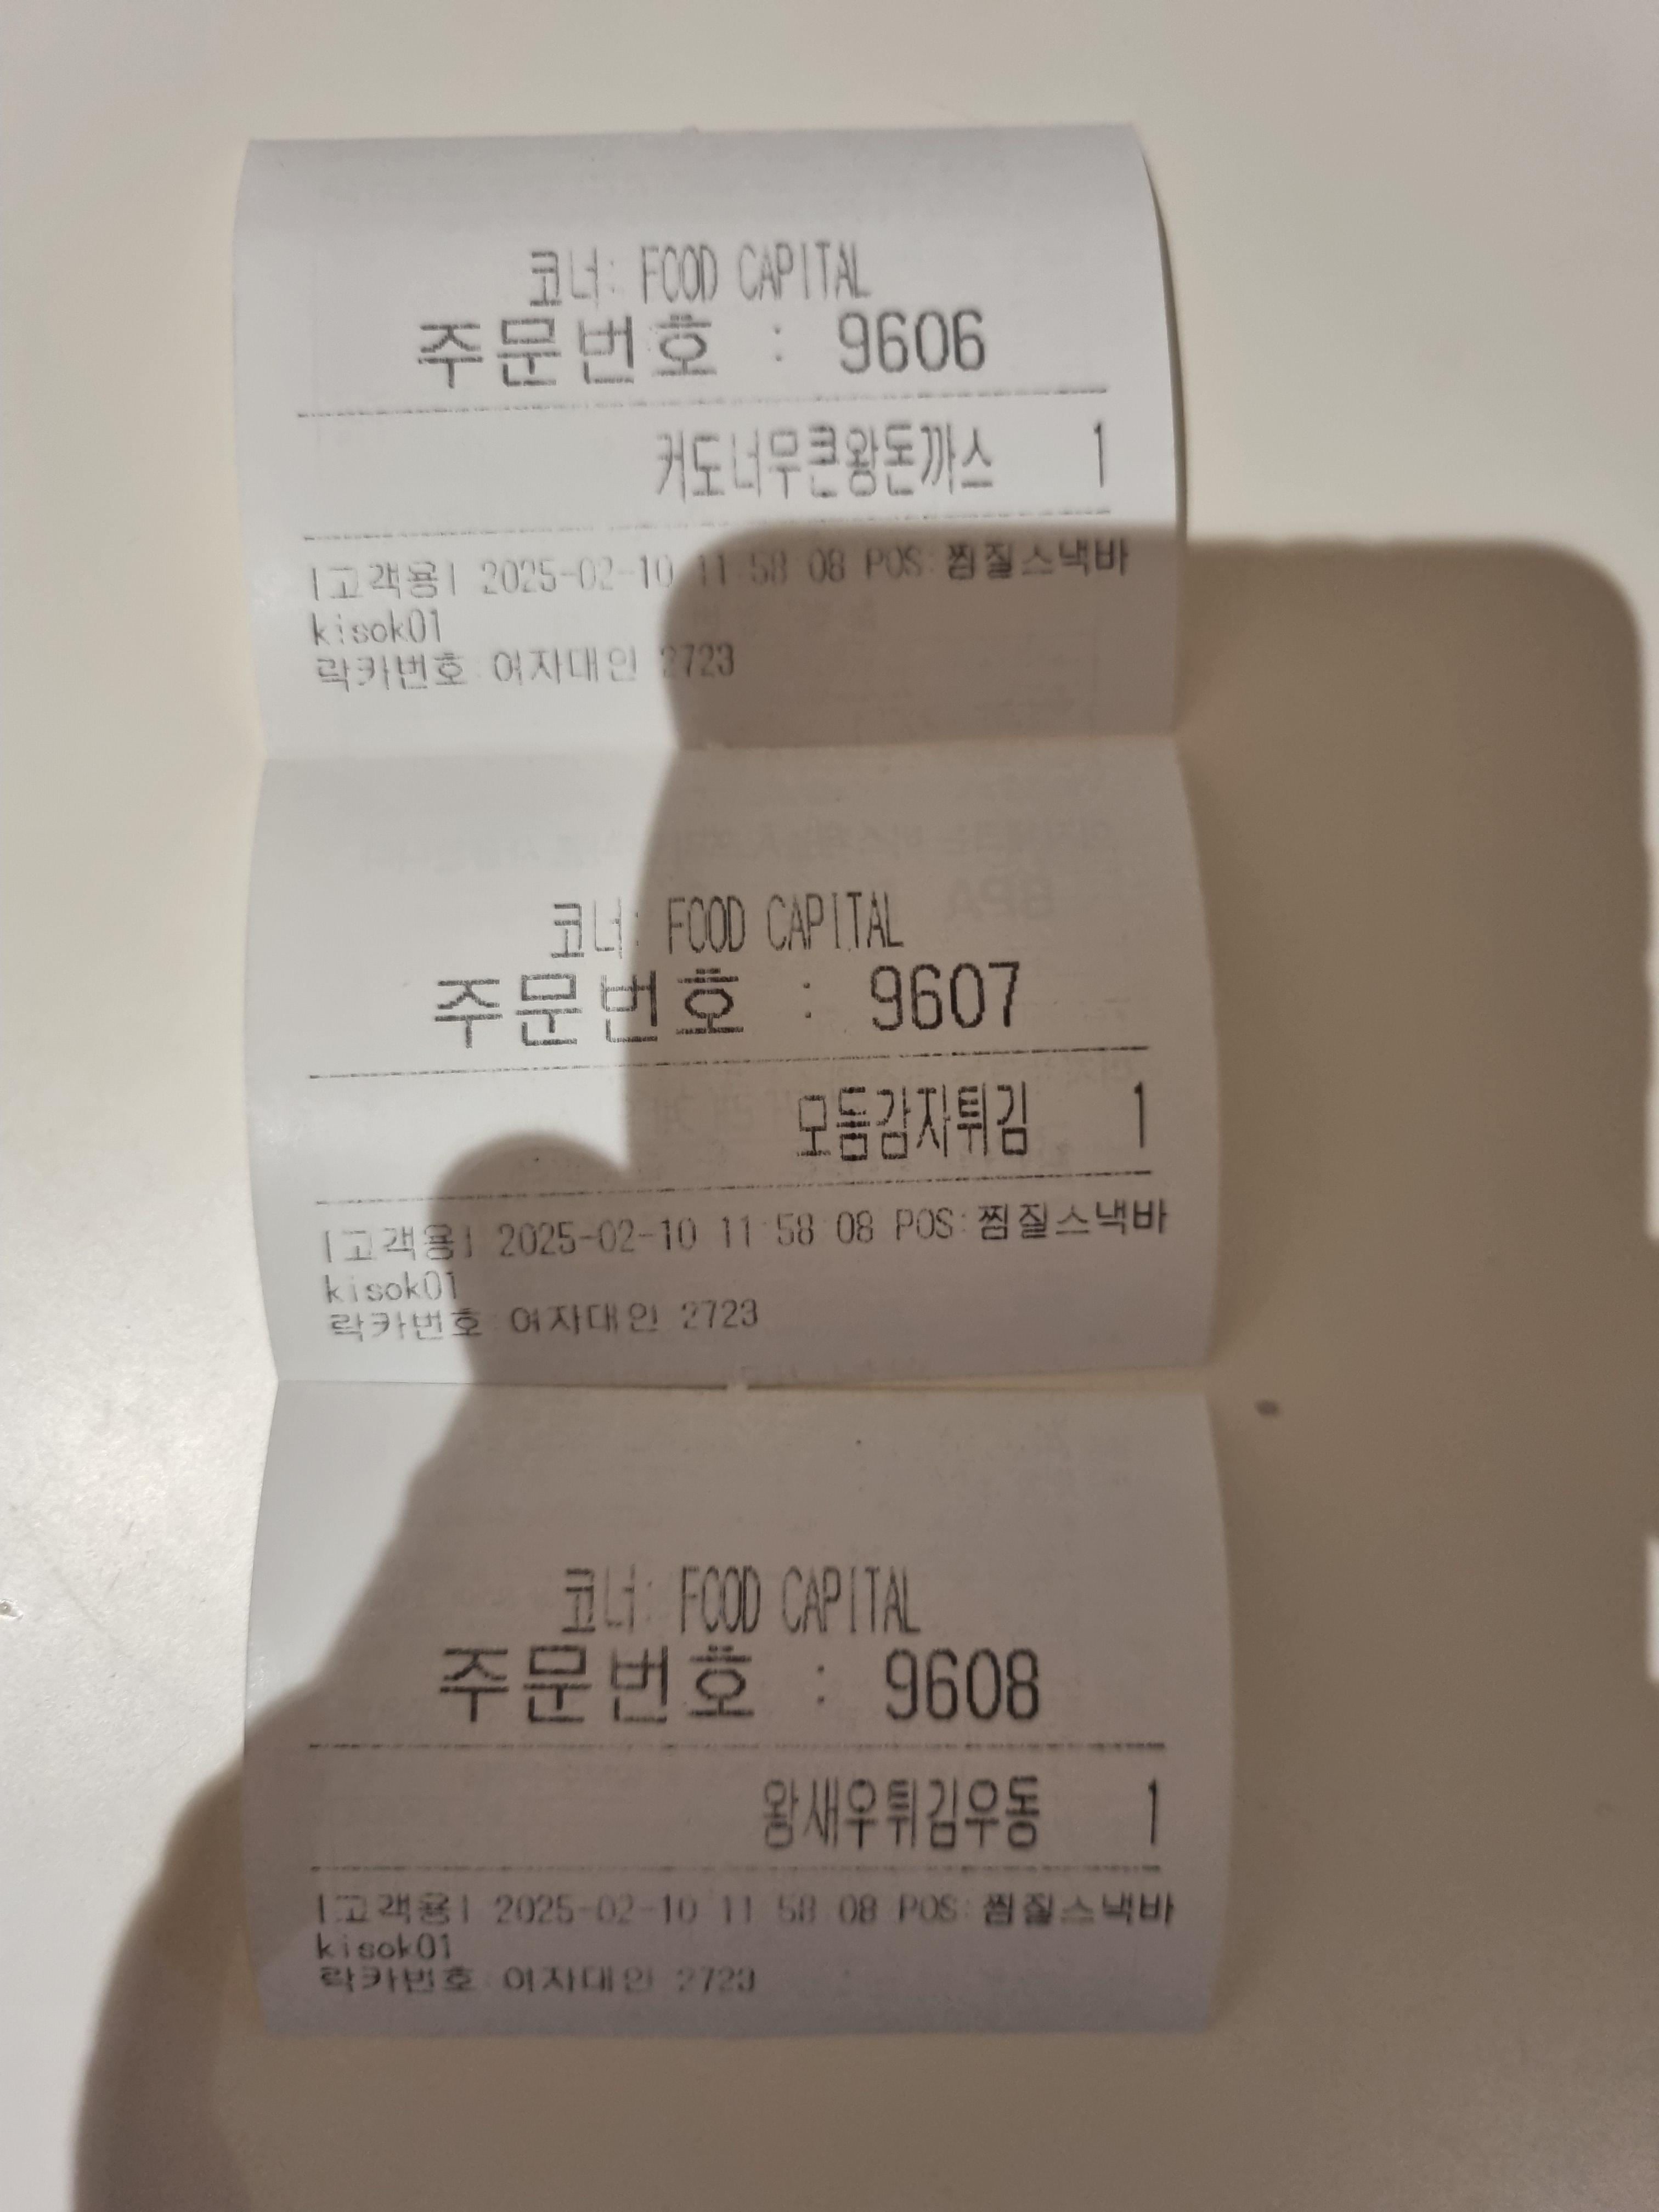 코너: FOOD CAPITAL
주문번호 : 9606
커도너무큰왕돈까스 1
[고객용] 2025-02-10 11:58:08 POS:찜질스낵바
kisok01
락카번호:여자대인 2723
코너: FOOD CAPITAL
주문번호 : 9607
모듬감자튀김 1
[고객용] 2025-02-10 11:58:08 POS:찜질스낵바
kisok01
락카번호:여자대인 2723
코너: FOOD CAPITAL
주문번호 : 9608
왕새우튀김우동 1
[고객용] 2025-02-10 11:58:08 POS:찜질스낵바
kisok01
락카번호:여자대인 2723